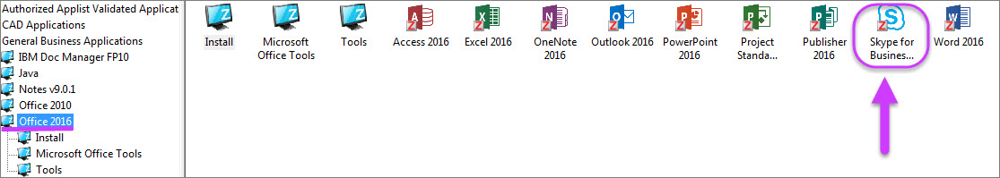 Authorized Applist Validated Applicat
CAD Applications
General Business Applications
IBM Doc Manager FP10
Java
Notes v9.0.1
Office 2010
Office 2016
Install
Microsoft Office Tools
Tools
Install
Microsoft
Office Tools
Tools
Access 2016
Excel 2016
OneNote
2016
Outlook 2016
PowerPoint
2016
Project
Standa...
Publisher
2016
Skype for
Busines...
Word 2016